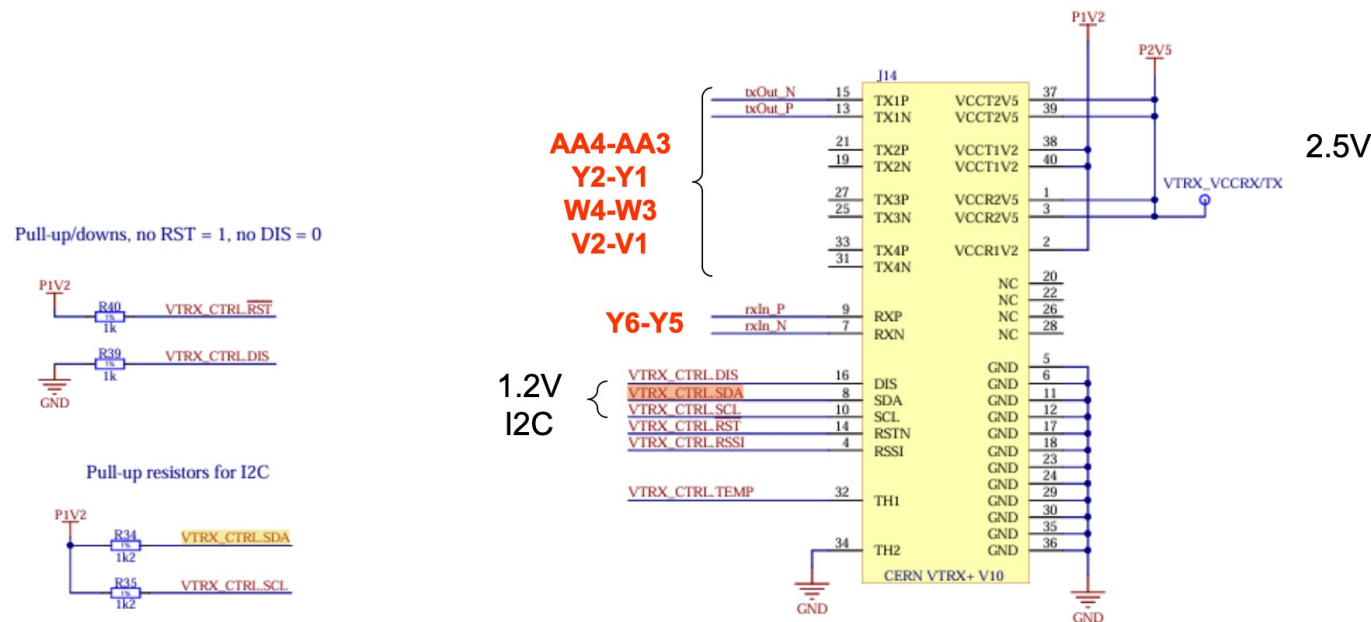 P1V2
P2V5
J14
txOut_N 15 TX1P VCCT2V5 37
txOut_P 13 TX1N VCCT2V5 39
AA4-AA3
Y2-Y1
W4-W3
V2-V1
21 TX2P VCCT1V2 38
19 TX2N VCCT1V2 40
2.5V
VTRX_VCCRX/TX
27 TX3P VCCR2V5 1
25 TX3N VCCR2V5 3
33 TX4P VCCR1V2 2
31 TX4N
NC 20
NC 22
NC 26
NC 28
Y6-Y5
rxIn_P 9 RXP
rxIn_N 7 RXN
1.2V
I2C
VTRX_CTRL.DIS 16 DIS
VTRX_CTRL.SDA 8 SDA
VTRX_CTRL.SCL 10 SCL
VTRX_CTRL.RST 14 RSTN
VTRX_CTRL.RSSI 4 RSSI
VTRX_CTRL.TEMP 32 TH1
34 TH2
GND 5
GND 6
GND 11
GND 12
GND 17
GND 18
GND 23
GND 24
GND 29
GND 30
GND 35
GND 36
CERN VTRX+ V10
GND
GND
Pull-up/downs, no RST = 1, no DIS = 0
P1V2
R40 VTRX_CTRL.RST
1%
1k
R39 VTRX_CTRL.DIS
1%
1k
GND
Pull-up resistors for I2C
P1V2
R34 VTRX_CTRL.SDA
1%
1k2
R35 VTRX_CTRL.SCL
1%
1k2